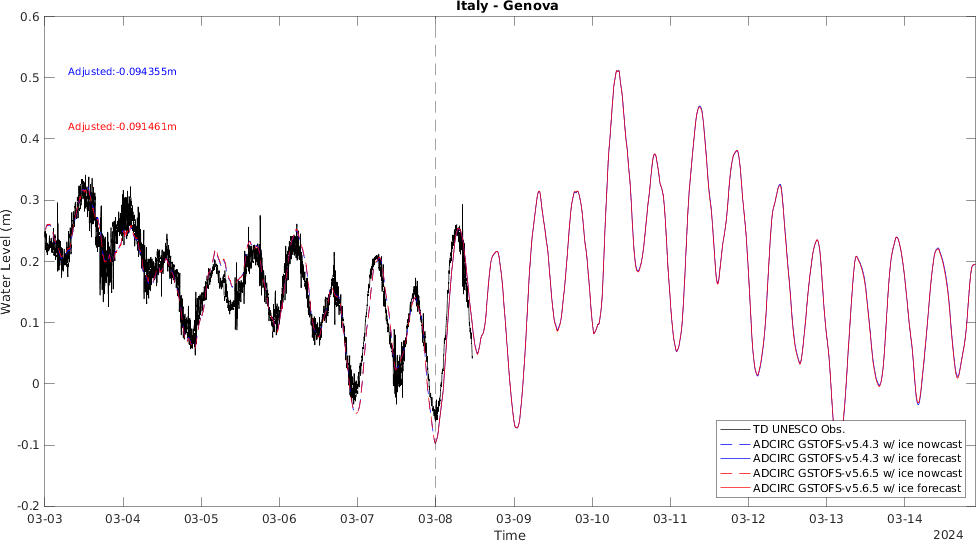 Italy - Genova
0.6
0.5
0.4
0.3
0.2
0.1
0
-0.1
-0.2
Water Level (m)
Adjusted:-0.094355m
Adjusted:-0.091461m
TD UNESCO Obs.
ADCIRC GSTOFS-v5.4.3 w/ ice nowcast
ADCIRC GSTOFS-v5.4.3 w/ ice forecast
ADCIRC GSTOFS-v5.6.5 w/ ice nowcast
ADCIRC GSTOFS-v5.6.5 w/ ice forecast
03-03 03-04 03-05 03-06 03-07 03-08 03-09 03-10 03-11 03-12 03-13 03-14
Time
2024